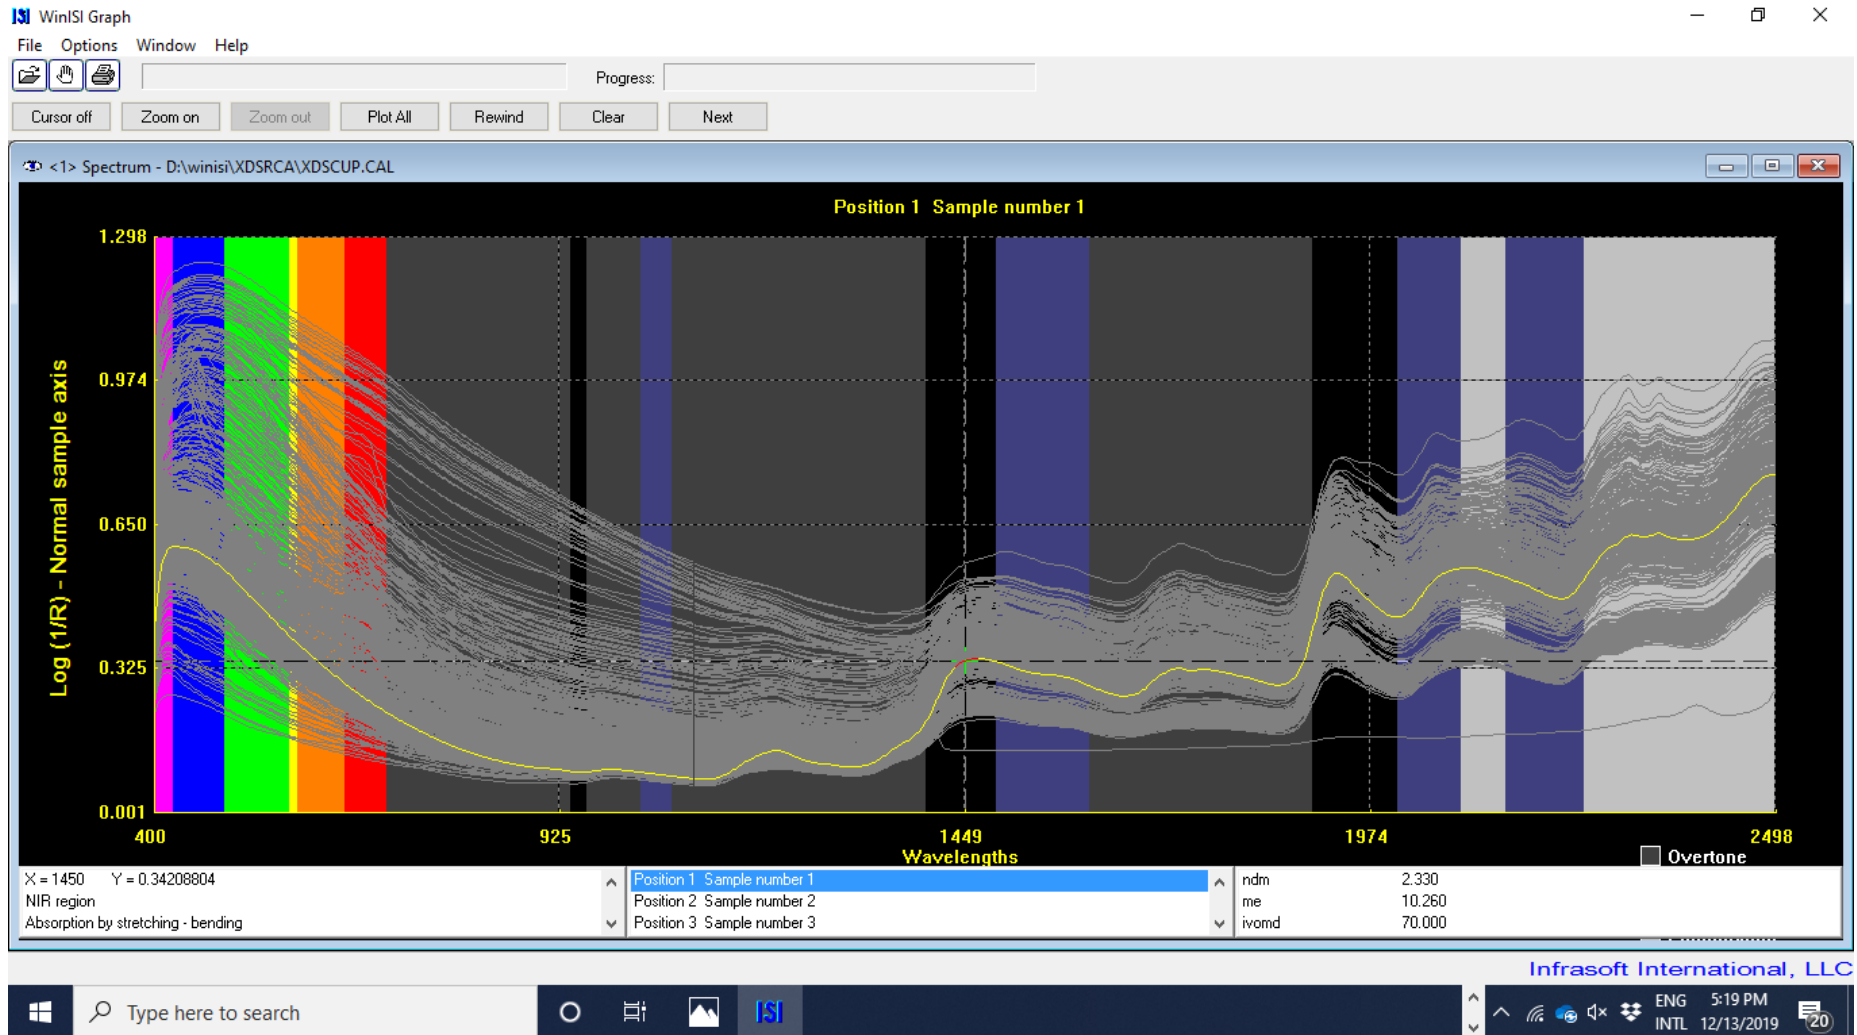 ISI WinISI Graph
File Options Window Help
Progress:
Cursor off Zoom on Zoom out Plot All Rewind Clear Next
<1> Spectrum - D:\winisi\XDSRCA\XDSCUP.CAL
Position 1 Sample number 1
Log (1/R) - Normal sample axis
1.298
0.974
0.650
0.325
0.001
400 925 1449 1974 2498
Wavelengths
Overtone
X = 1450 Y = 0.34208804
NIR region
Absorption by stretching - bending
Position 1 Sample number 1
Position 2 Sample number 2
Position 3 Sample number 3
ndm 2.330
me 10.260
ivomd 70.000
Infrasoft International, LLC
Type here to search
ISI
ENG
INTL
5:19 PM
12/13/2019
20